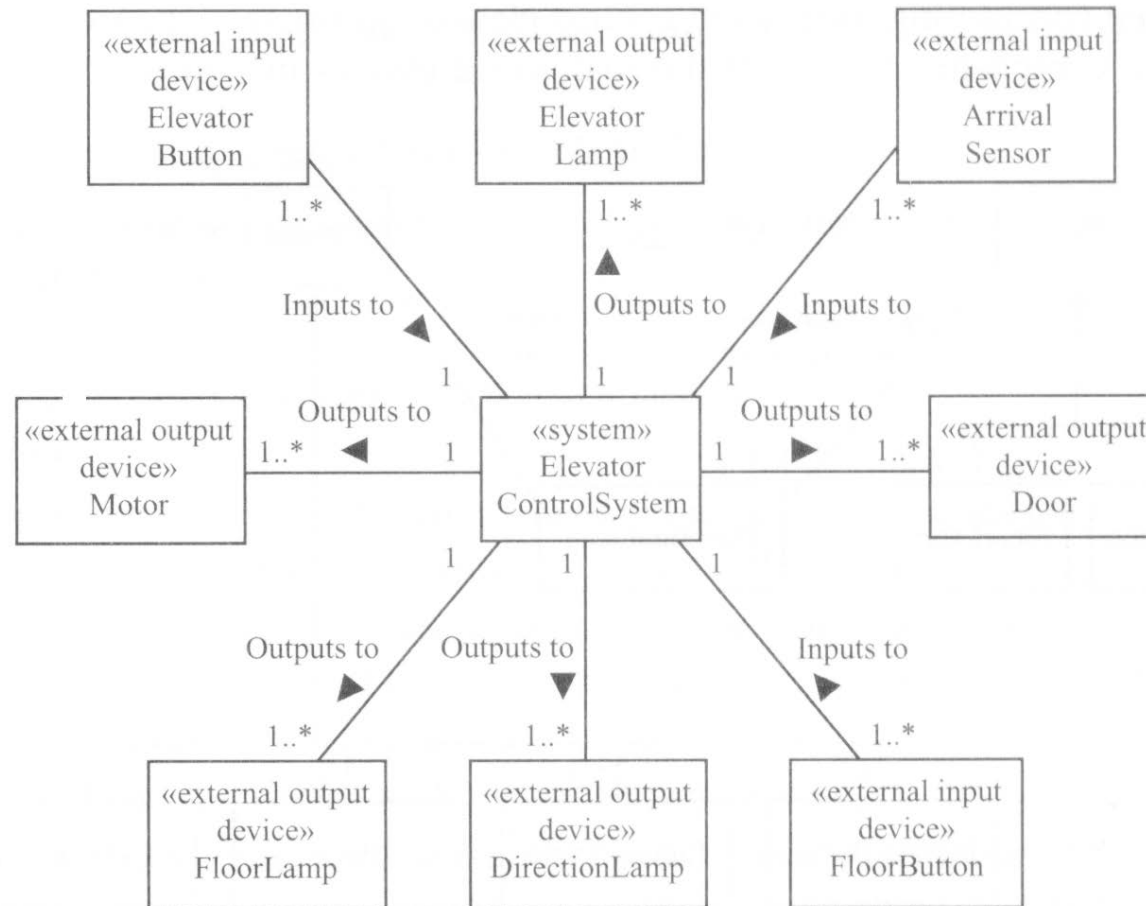 «external input
device»
Elevator
Button
«external output
device»
Elevator
Lamp
«external input
device»
Arrival
Sensor
1..*
1..*
1..*
Inputs to
Outputs to
Inputs to
1
1
1
«external output
device»
Motor
Outputs to
1..*
1
«system»
Elevator
ControlSystem
Outputs to
1
1..*
«external output
device»
Door
1
1
1
Outputs to
Outputs to
Inputs to
1..*
1..*
1..*
«external output
device»
FloorLamp
«external output
device»
DirectionLamp
«external input
device»
FloorButton